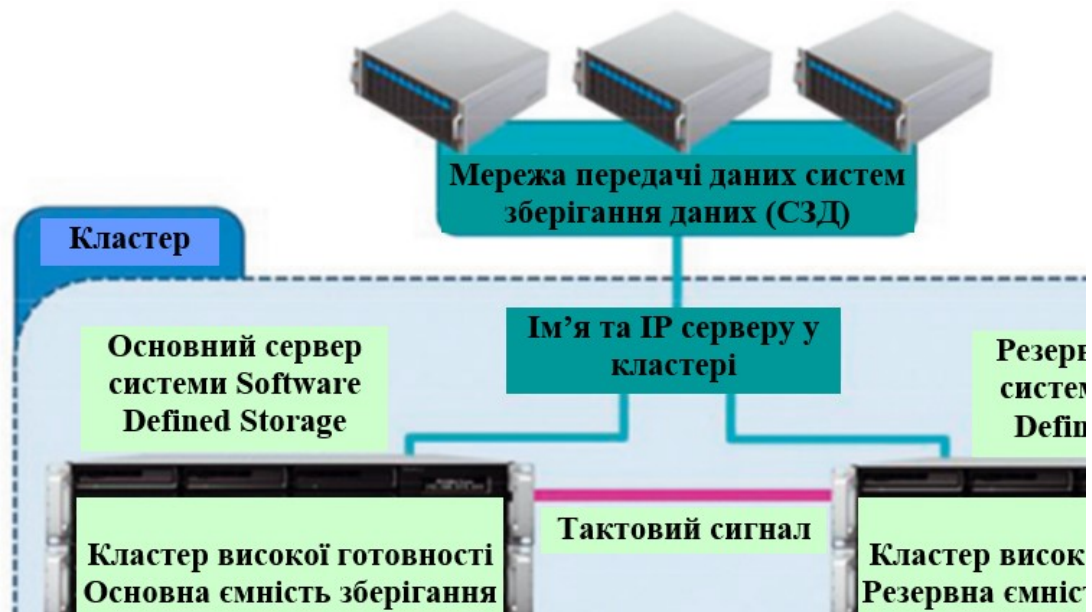 Мережа передачі даних систем
зберігання даних (СЗД)
Кластер
Ім’я та IP серверу у
кластері
Основний сервер
системи Software
Defined Storage
Тактовий сигнал
Кластер високої готовності
Основна ємність зберігання
Кластер